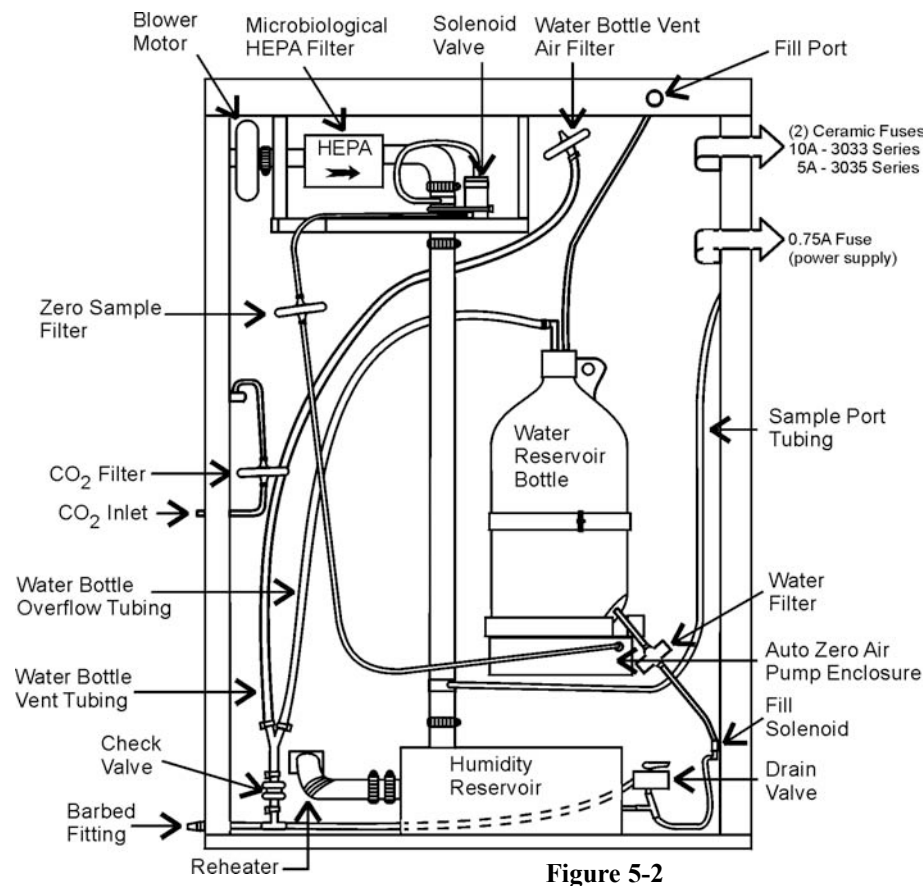 Blower
Motor
Microbiological
HEPA Filter
Solenoid
Valve
Water Bottle Vent
Air Filter
Fill Port
HEPA
(2) Ceramic Fuses
10A - 3033 Series
5A - 3035 Series
0.75A Fuse
(power supply)
Zero Sample
Filter
Sample Port
Tubing
Water
Reservoir
Bottle
CO2 Filter
CO2 Inlet
Water Bottle
Overflow Tubing
Water
Filter
Auto Zero Air
Pump Enclosure
Water Bottle
Vent Tubing
Fill
Solenoid
Check
Valve
Humidity
Reservoir
Drain
Valve
Barbed
Fitting
Reheater
Figure 5-2